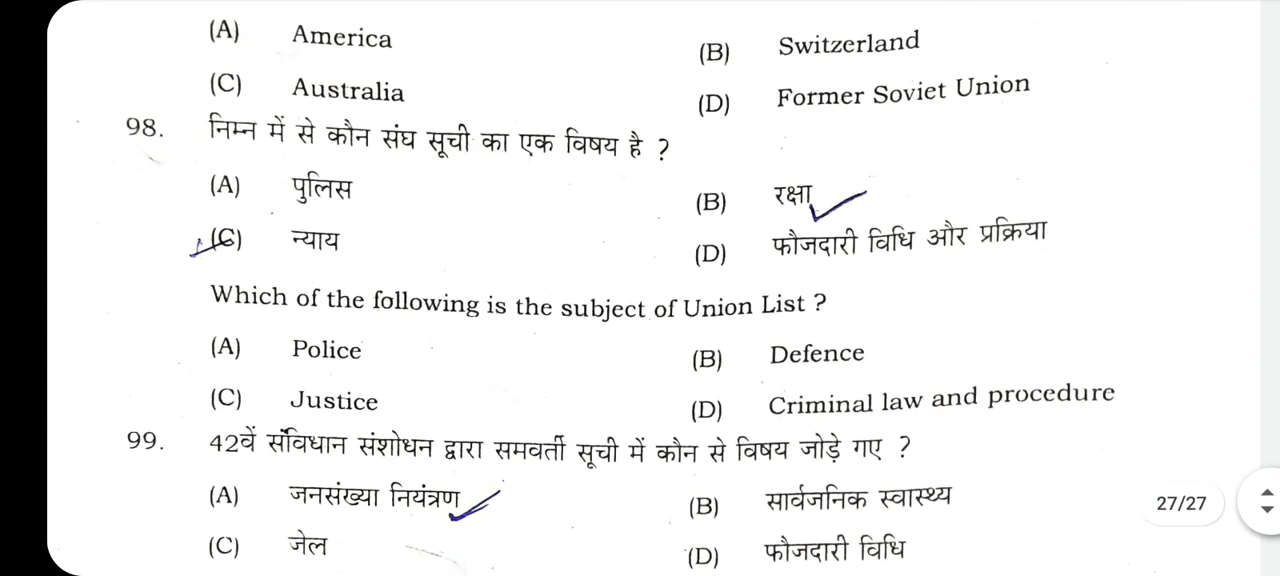 (A) America (B) Switzerland
(C) Australia (D) Former Soviet Union
98. निम्न में से कौन संघ सूची का एक विषय है ?
(A) पुलिस (B) रक्षा
(C) न्याय (D) फौजदारी विधि और प्रक्रिया
Which of the following is the subject of Union List ?
(A) Police (B) Defence
(C) Justice (D) Criminal law and procedure
99. 42वें संविधान संशोधन द्वारा समवर्ती सूची में कौन से विषय जोड़े गए ?
(A) जनसंख्या नियंत्रण (B) सार्वजनिक स्वास्थ्य
27/27
(C) जेल (D) फौजदारी विधि